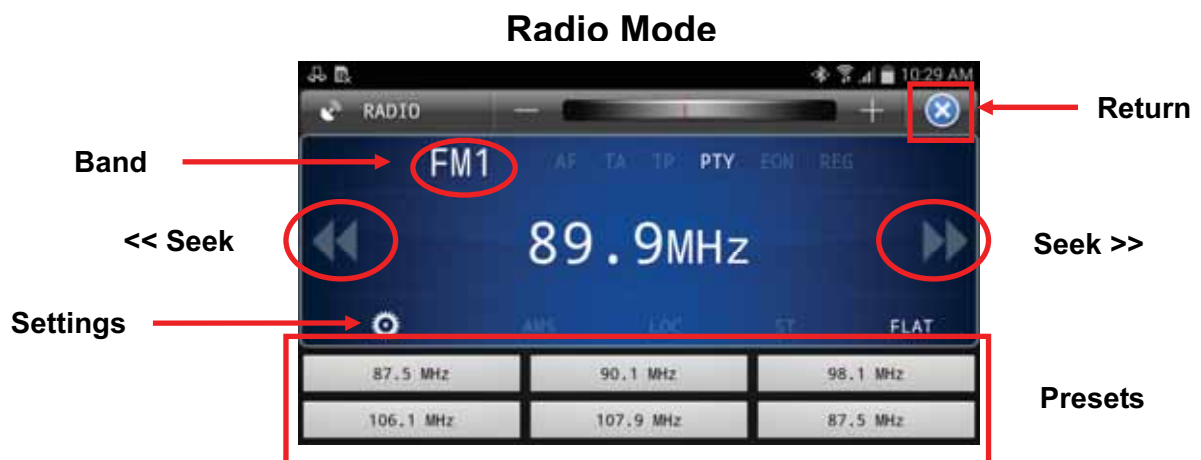 Radio Mode
10:29 AM
RADIO
Return
Band
FM1 AF TA TP PTY EON REG
<< Seek
89.9MHz
Seek >>
Settings
AMS LOC ST FLAT
87.5 MHz 90.1 MHz 98.1 MHz
Presets
106.1 MHz 107.9 MHz 87.5 MHz